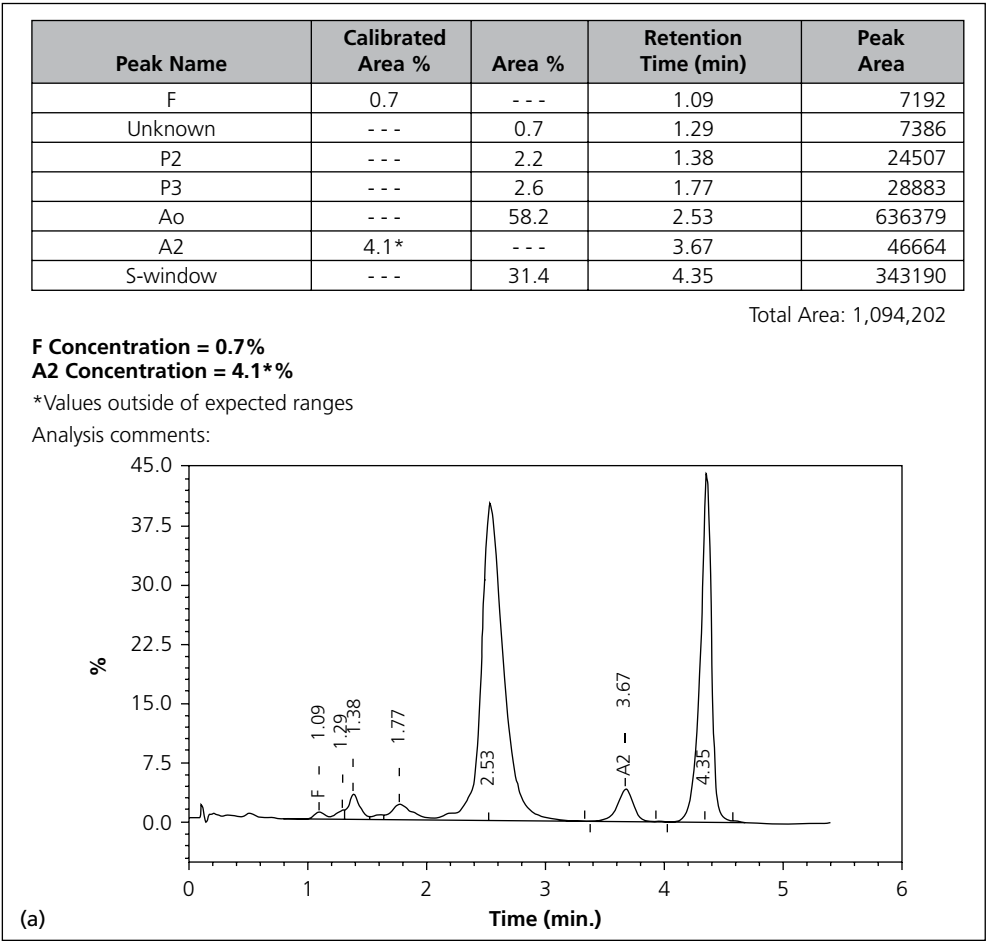 Peak Name Calibrated Area % Area % Retention Time (min) Peak Area
F 0.7 - - - 1.09 7192
Unknown - - - 0.7 1.29 7386
P2 - - - 2.2 1.38 24507
P3 - - - 2.6 1.77 28883
Ao - - - 58.2 2.53 636379
A2 4.1* - - - 3.67 46664
S-window - - - 31.4 4.35 343190
Total Area: 1,094,202
F Concentration = 0.7%
A2 Concentration = 4.1*%
*Values outside of expected ranges
Analysis comments:
45.0
37.5
30.0
22.5
15.0
7.5
0.0
%
F 1.09
1.29
1.38
1.77
2.53
A2 3.67
4.35
0 1 2 3 4 5 6
(a) Time (min.)